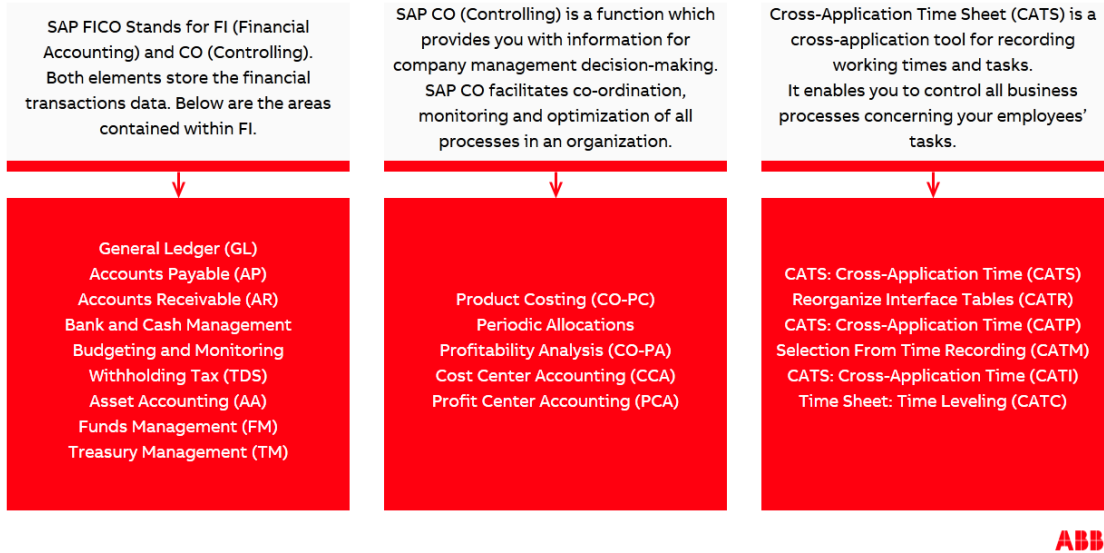 SAP FICO Stands for FI (Financial
Accounting) and CO (Controlling).
Both elements store the financial
transactions data. Below are the areas
contained within FI.
General Ledger (GL)
Accounts Payable (AP)
Accounts Receivable (AR)
Bank and Cash Management
Budgeting and Monitoring
Withholding Tax (TDS)
Asset Accounting (AA)
Funds Management (FM)
Treasury Management (TM)
SAP CO (Controlling) is a function which
provides you with information for
company management decision-making.
SAP CO facilitates co-ordination,
monitoring and optimization of all
processes in an organization.
Product Costing (CO-PC)
Periodic Allocations
Profitability Analysis (CO-PA)
Cost Center Accounting (CCA)
Profit Center Accounting (PCA)
Cross-Application Time Sheet (CATS) is a
cross-application tool for recording
working times and tasks.
It enables you to control all business
processes concerning your employees’
tasks.
CATS: Cross-Application Time (CATS)
Reorganize Interface Tables (CATR)
CATS: Cross-Application Time (CATP)
Selection From Time Recording (CATM)
CATS: Cross-Application Time (CATI)
Time Sheet: Time Leveling (CATC)
ABB